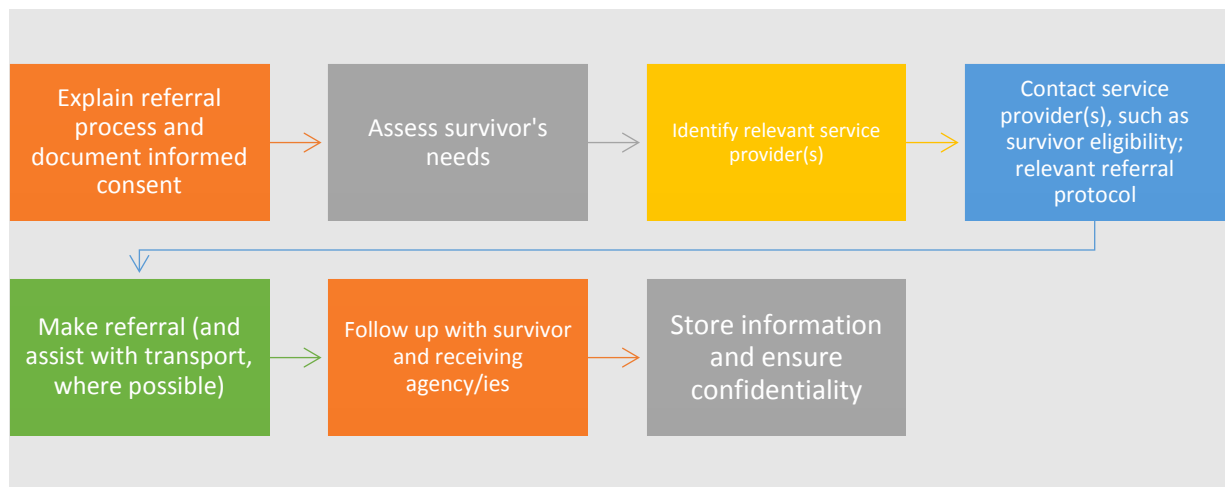 Explain referral
process and
document informed
consent
Assess survivor's
needs
Identify relevant service
provider(s)
Contact service
provider(s), such as
survivor eligibility;
relevant referral
protocol
Make referral (and
assist with transport,
where possible)
Follow up with survivor
and receiving
agency/ies
Store information
and ensure
confidentiality